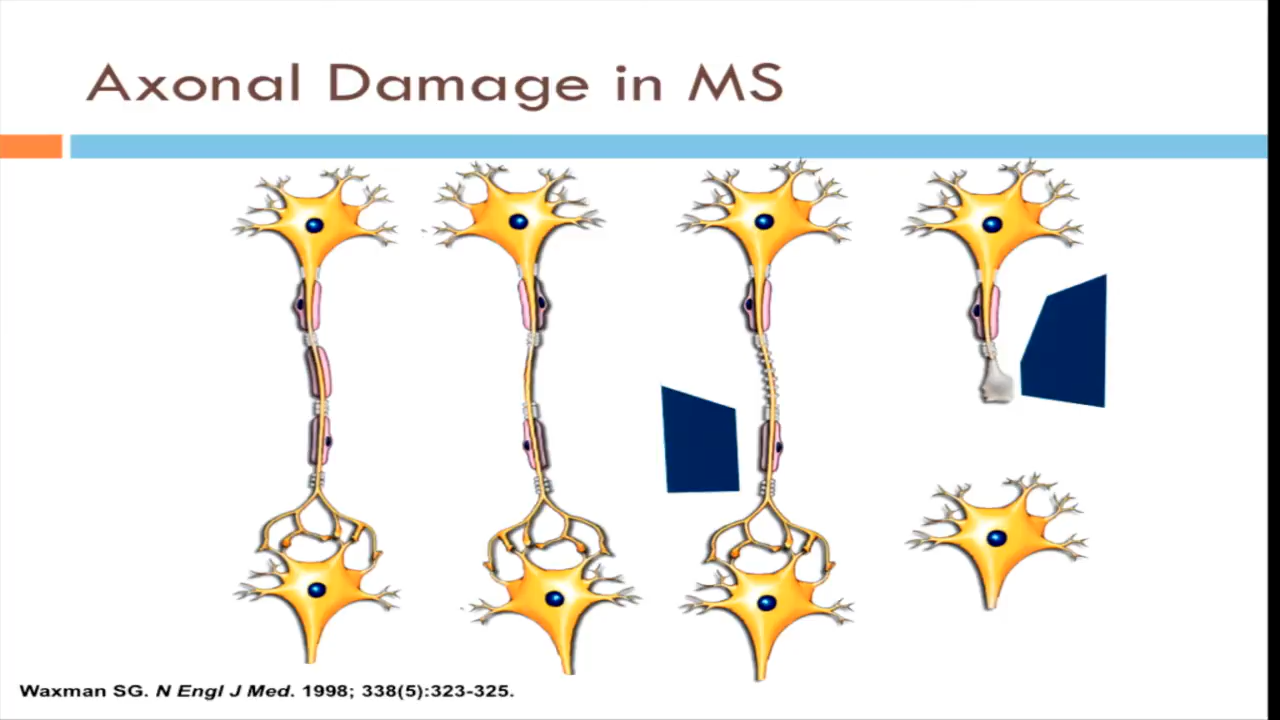 Axonal Damage in MS
Waxman SG. N Engl J Med. 1998; 338(5):323-325.